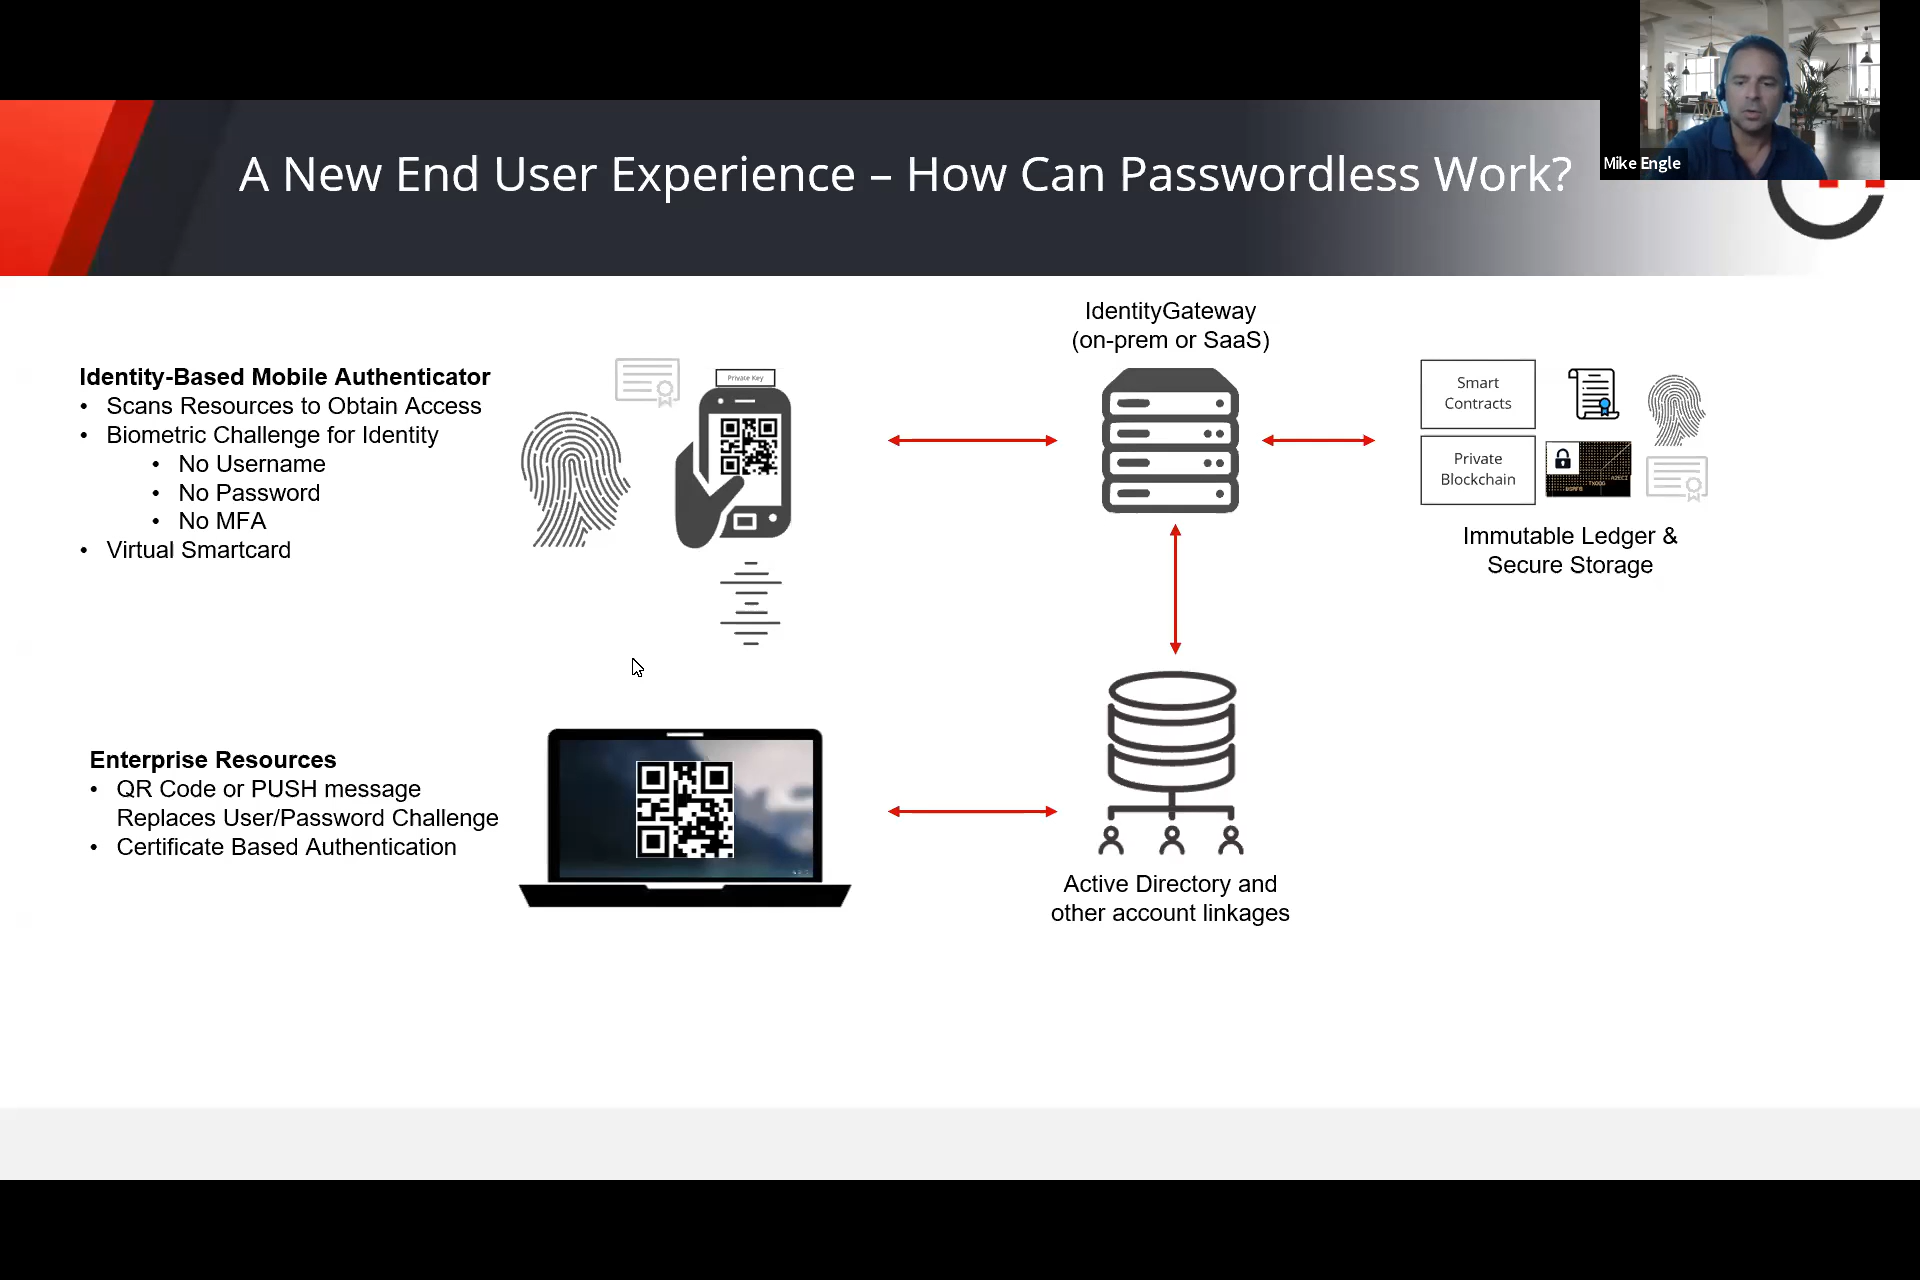 Mike Engle
A New End User Experience – How Can Passwordless Work?
Identity-Based Mobile Authenticator
• Scans Resources to Obtain Access
• Biometric Challenge for Identity
• No Username
• No Password
• No MFA
• Virtual Smartcard
Private Key
IdentityGateway
(on-prem or SaaS)
Smart
Contracts
Private
Blockchain
Immutable Ledger &
Secure Storage
Enterprise Resources
• QR Code or PUSH message
Replaces User/Password Challenge
• Certificate Based Authentication
Active Directory and
other account linkages